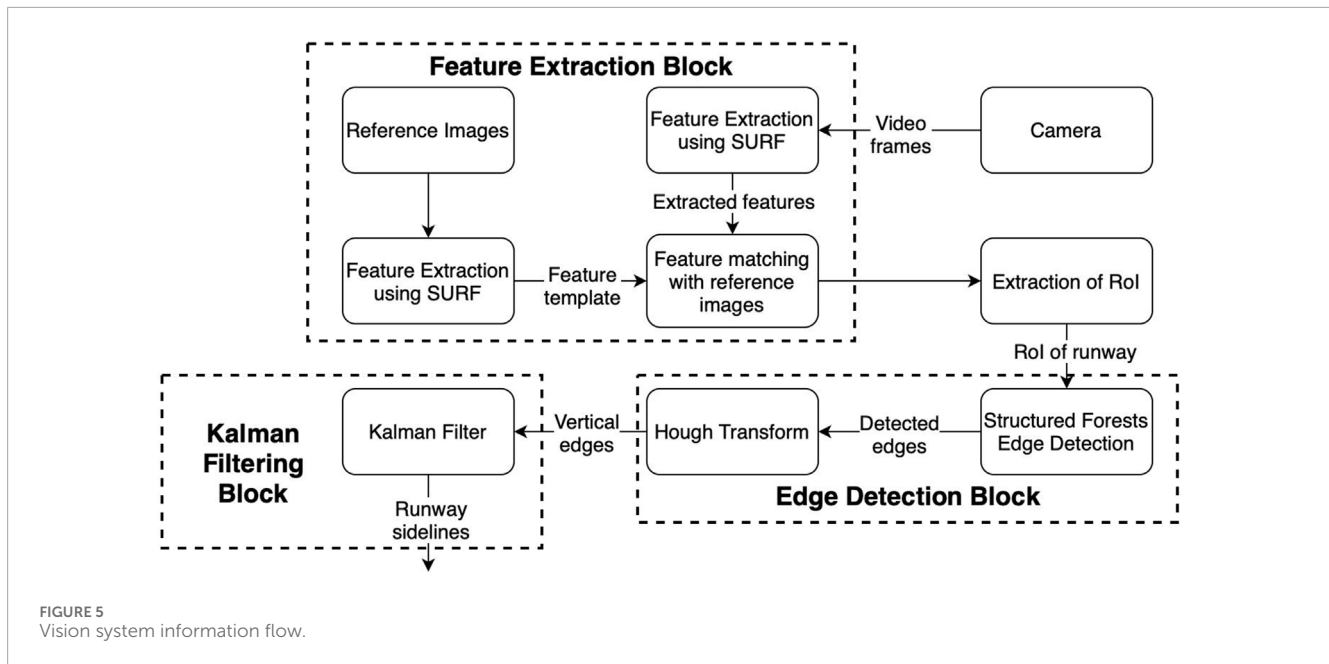 Feature Extraction Block
Reference Images
Feature Extraction
using SURF
Video
frames
Camera
Extracted features
Feature Extraction
using SURF
Feature
template
Feature matching
with reference
images
Extraction of RoI
RoI of runway
Kalman
Filtering
Block
Kalman Filter
Vertical
edges
Hough Transform
Detected
edges
Structured Forests
Edge Detection
Edge Detection Block
Runway
sidelines
FIGURE 5
Vision system information flow.